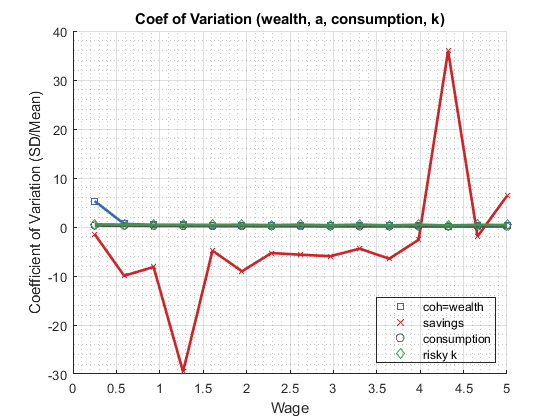 Coef of Variation (wealth, a, consumption, k)
40
30
20
10
0
-10
-20
-30
Coefficient of Variation (SD/Mean)
coh=wealth
savings
consumption
risky k
0 0.5 1 1.5 2 2.5 3 3.5 4 4.5 5
Wage